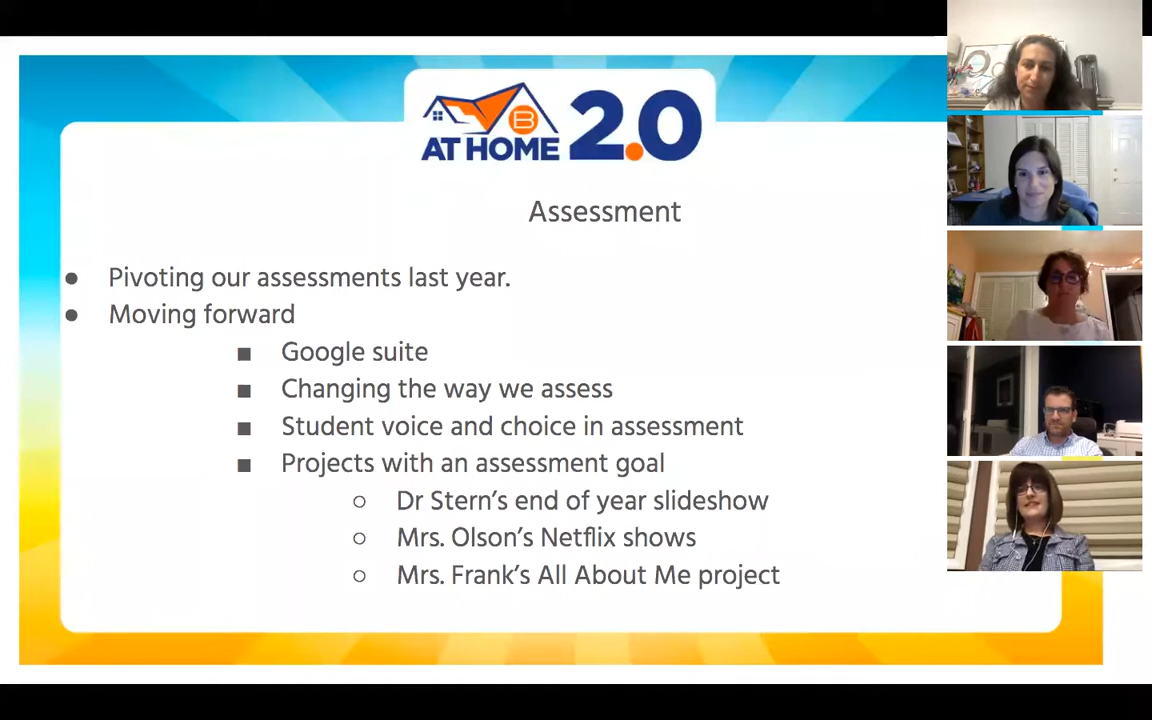 B
AT HOME 2.0
Assessment
● Pivoting our assessments last year.
● Moving forward
■ Google suite
■ Changing the way we assess
■ Student voice and choice in assessment
■ Projects with an assessment goal
○ Dr Stern’s end of year slideshow
○ Mrs. Olson’s Netflix shows
○ Mrs. Frank’s All About Me project